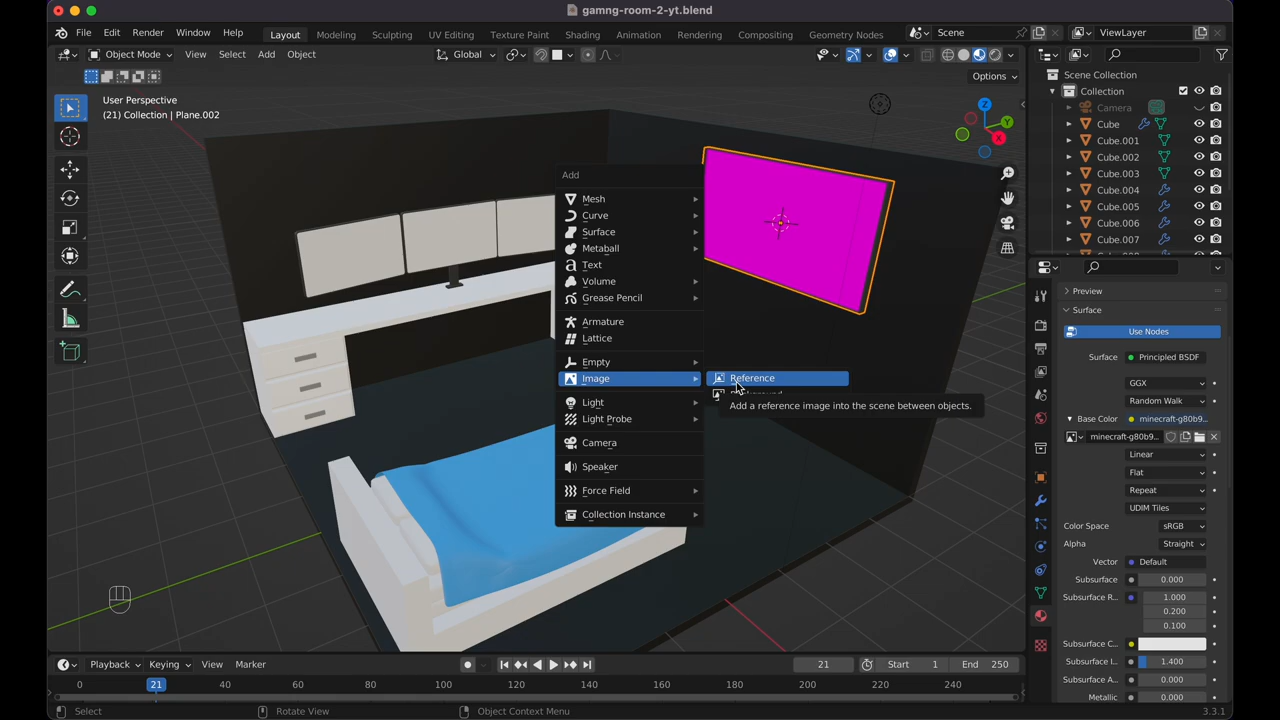 gamng-room-2-yt.blend
File Edit Render Window Help Layout Modeling Sculpting UV Editing Texture Paint Shading Animation Rendering Compositing Geometry Nodes Scene ViewLayer
Object Mode View Select Add Object Global
Options
User Perspective
(21) Collection | Plane.002
Add
Mesh
Curve
Surface
Metaball
Text
Volume
Grease Pencil
Armature
Lattice
Empty
Image
Light
Light Probe
Camera
Speaker
Force Field
Collection Instance
Reference
Add a reference image into the scene between objects.
Z
Y
X
Scene Collection
Collection
Camera
Cube
Cube.001
Cube.002
Cube.003
Cube.004
Cube.005
Cube.006
Cube.007
Preview
Surface
Use Nodes
Surface Principled BSDF
GGX
Random Walk
Base Color minecraft-g80b9...
minecraft-g80b9...
Linear
Flat
Repeat
UDIM Tiles
Color Space sRGB
Alpha Straight
Vector Default
Subsurface 0.000
Subsurface R... 1.000
0.200
0.100
Subsurface C...
Subsurface I... 1.400
Subsurface A... 0.000
Metallic 0.000
Playback Keying View Marker 21 Start 1 End 250
0 21 40 60 80 100 120 140 160 180 200 220 240
Select Rotate View Object Context Menu 3.3.1